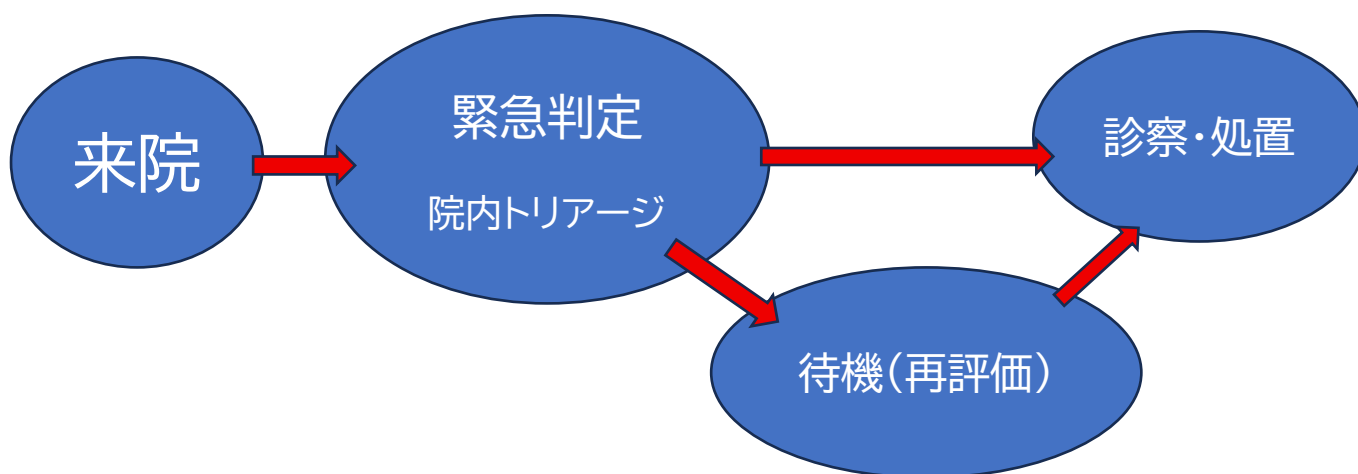 来院
緊急判定
院内トリアージ
診察・処置
待機(再評価)